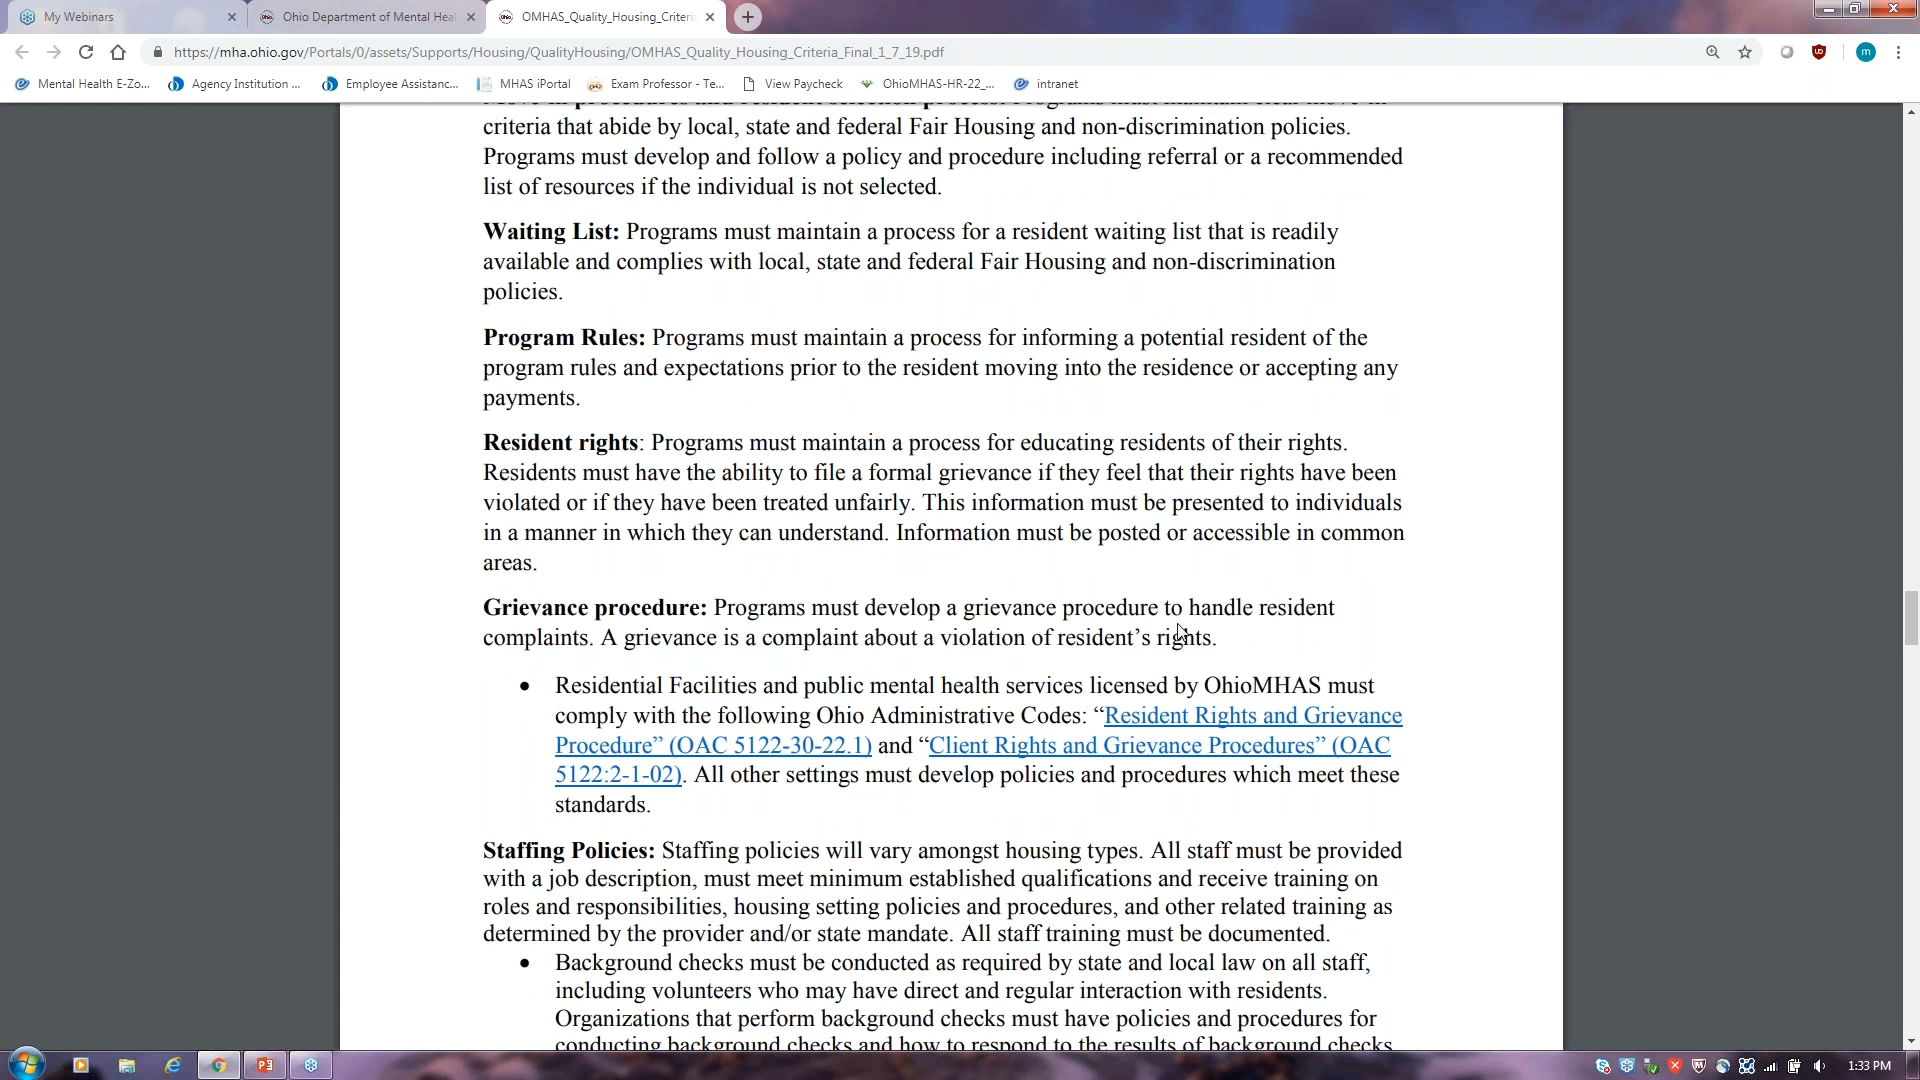 My Webinars
Ohio Department of Mental Heal
OMHAS_Quality_Housing_Criteria
https://mha.ohio.gov/Portals/0/assets/Supports/Housing/QualityHousing/OMHAS_Quality_Housing_Criteria_Final_1_7_19.pdf
Mental Health E-Zo... Agency Institution ... Employee Assistanc... MHAS iPortal Exam Professor - Te... View Paycheck OhioMHAS-HR-22_... intranet
criteria that abide by local, state and federal Fair Housing and non-discrimination policies.
Programs must develop and follow a policy and procedure including referral or a recommended
list of resources if the individual is not selected.
Waiting List: Programs must maintain a process for a resident waiting list that is readily
available and complies with local, state and federal Fair Housing and non-discrimination
policies.
Program Rules: Programs must maintain a process for informing a potential resident of the
program rules and expectations prior to the resident moving into the residence or accepting any
payments.
Resident rights: Programs must maintain a process for educating residents of their rights.
Residents must have the ability to file a formal grievance if they feel that their rights have been
violated or if they have been treated unfairly. This information must be presented to individuals
in a manner in which they can understand. Information must be posted or accessible in common
areas.
Grievance procedure: Programs must develop a grievance procedure to handle resident
complaints. A grievance is a complaint about a violation of resident’s rights.
• Residential Facilities and public mental health services licensed by OhioMHAS must
comply with the following Ohio Administrative Codes: “Resident Rights and Grievance
Procedure” (OAC 5122-30-22.1) and “Client Rights and Grievance Procedures” (OAC
5122:2-1-02). All other settings must develop policies and procedures which meet these
standards.
Staffing Policies: Staffing policies will vary amongst housing types. All staff must be provided
with a job description, must meet minimum established qualifications and receive training on
roles and responsibilities, housing setting policies and procedures, and other related training as
determined by the provider and/or state mandate. All staff training must be documented.
• Background checks must be conducted as required by state and local law on all staff,
including volunteers who may have direct and regular interaction with residents.
Organizations that perform background checks must have policies and procedures for
conducting background checks and how to respond to the results of background checks
1:33 PM